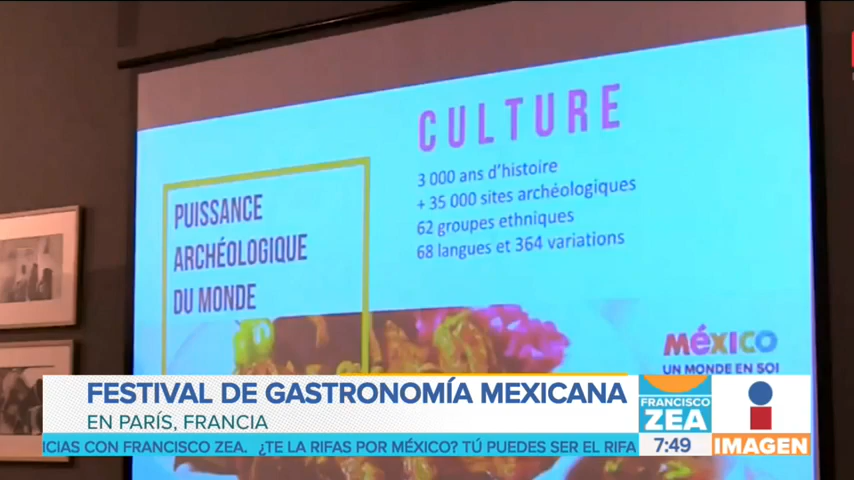 CULTURE
3 000 ans d'histoire
+ 35 000 sites archéologiques
62 groupes ethniques
68 langues et 364 variations
PUISSANCE
ARCHÉOLOGIQUE
DU MONDE
MéXICO
UN MONDE EN SOI
FESTIVAL DE GASTRONOMÍA MEXICANA
EN PARÍS, FRANCIA
FRANCISCO
ZEA
CIAS CON FRANCISCO ZEA. ¿TE LA RIFAS POR MÉXICO? TÚ PUEDES SER EL RIFA
7:49
IMAGEN